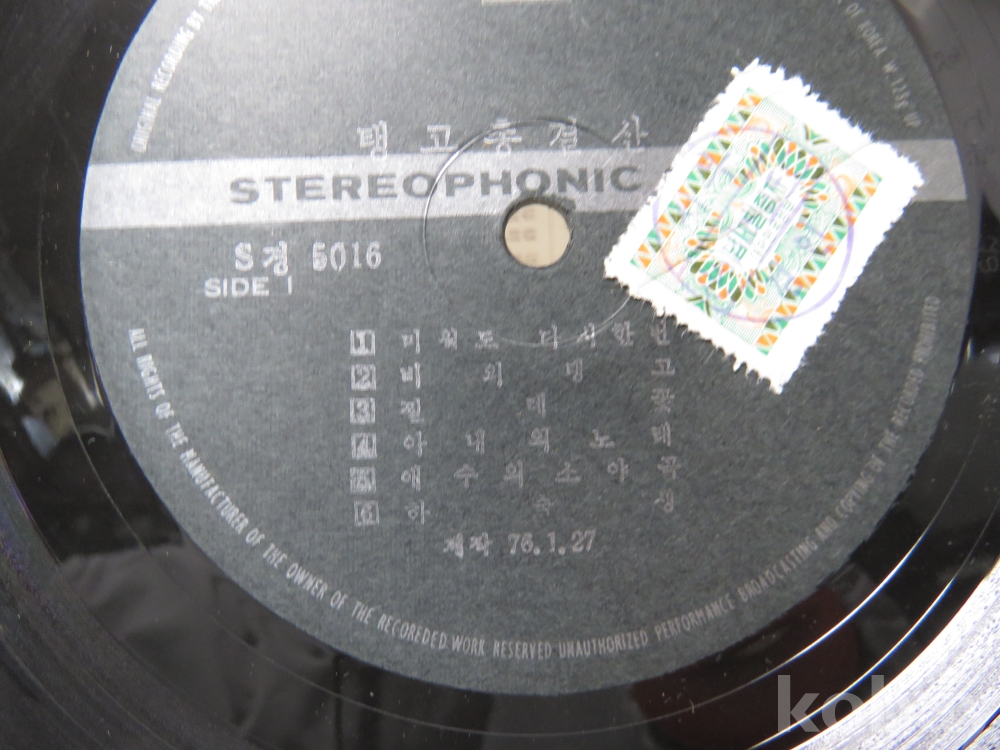 ORIGINAL RECORDING BY
OF KOREA
탱고총결산
STEREOPHONIC
S경 5016
SIDE 1
1 미워도 다시한번
2 비의탱고
3 찔레꽃
4 아내의노래
5 애수의소야곡
6 하숙생
제작 76.1.27
ALL RIGHTS OF THE MANUFACTURER OF THE OWNER OF THE RECOREDED WORK RESERVED UNAUTHORIZED PERFORMANCE BROADCASTING AND COPYING BY THE RECORDED PROHIBITED